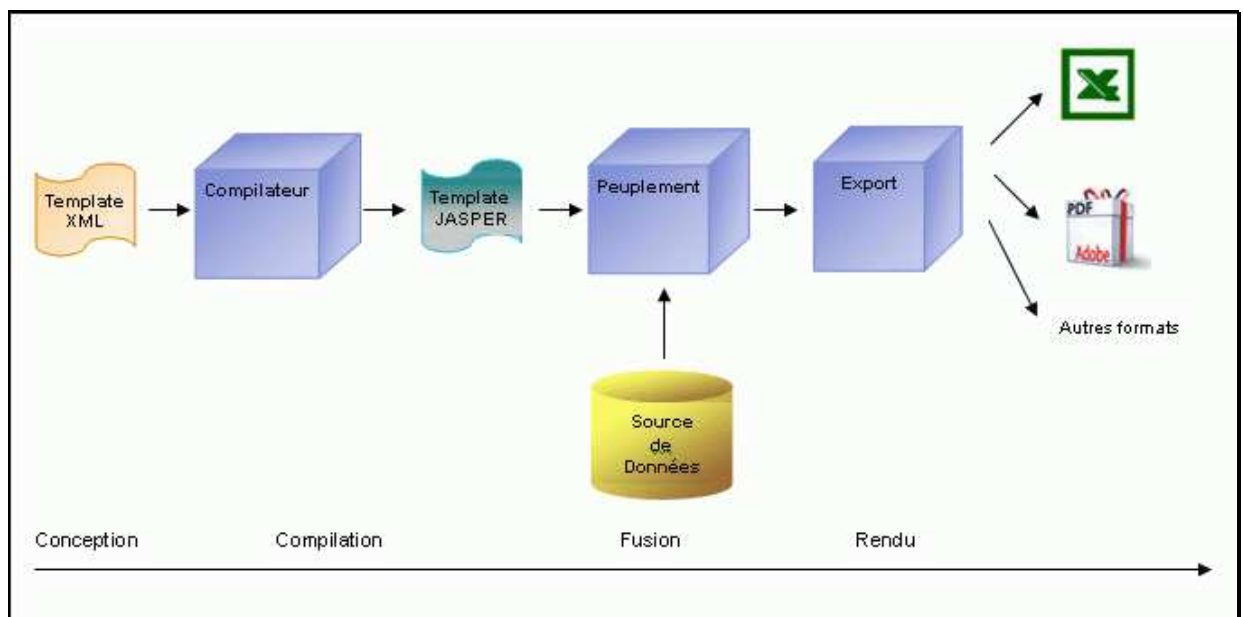 Template
XML
Compilateur
Template
JASPER
Peuplement
Export
PDF
Adobe
Autres formats
Source
de
Données
Conception
Compilation
Fusion
Rendu